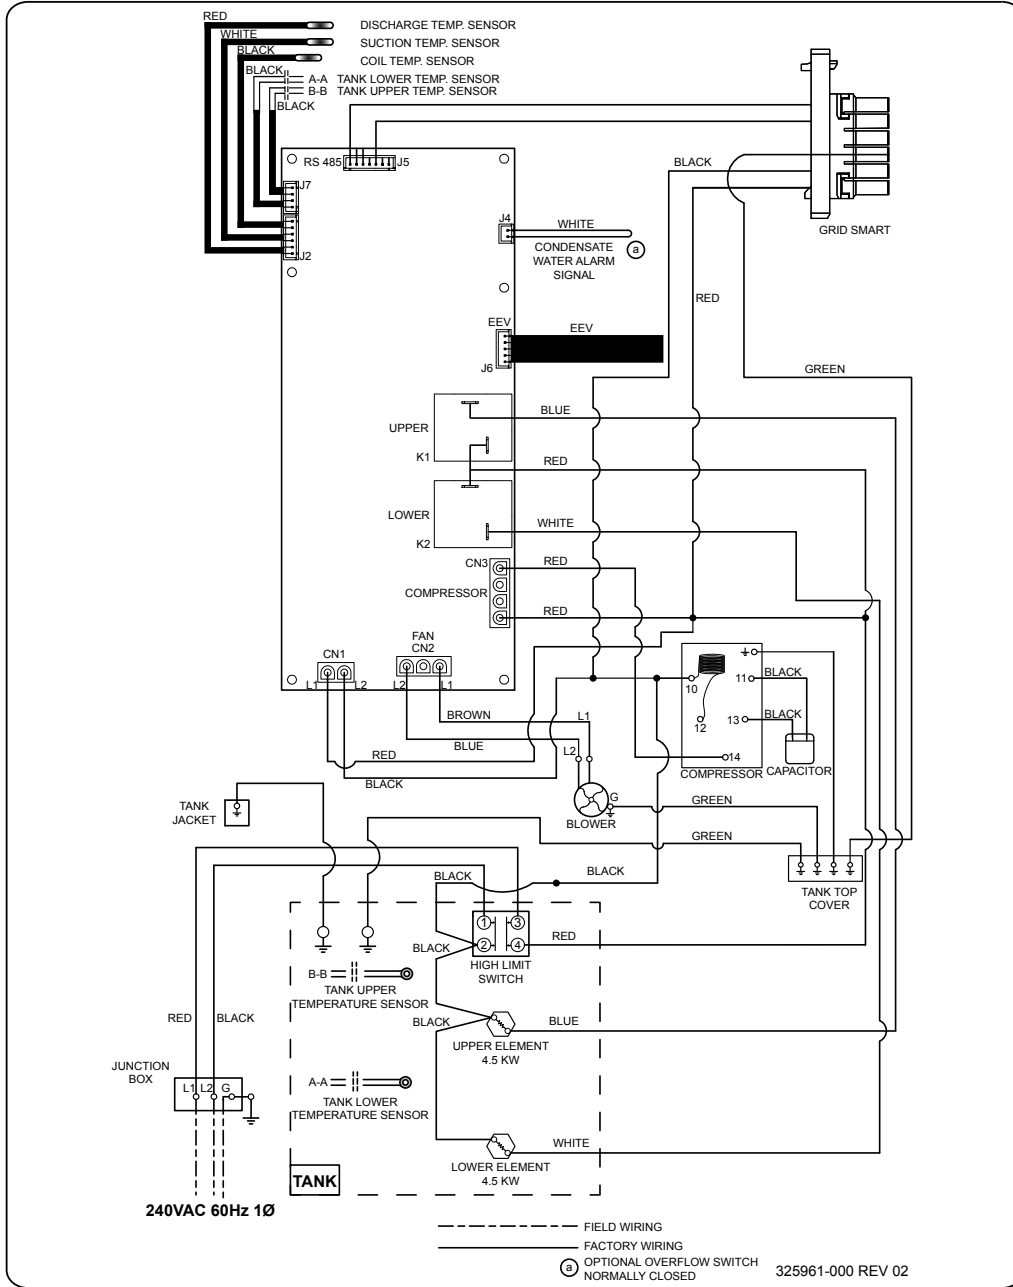 RED
DISCHARGE TEMP. SENSOR
WHITE
SUCTION TEMP. SENSOR
BLACK
COIL TEMP. SENSOR
BLACK
A-A TANK LOWER TEMP. SENSOR
B-B TANK UPPER TEMP. SENSOR
BLACK
RS 485
J5
BLACK
J7
J4
WHITE
GRID SMART
CONDENSATE
WATER ALARM
SIGNAL
a
J2
RED
EEV
EEV
J6
GREEN
BLUE
UPPER
K1
RED
LOWER
WHITE
K2
CN3
RED
COMPRESSOR
RED
FAN
CN2
CN1
L1
L2
L2
L1
10
11
BLACK
12
13
BLACK
BROWN
L1
BLUE
L2
RED
14
COMPRESSOR
CAPACITOR
BLACK
TANK
JACKET
G
GREEN
BLOWER
GREEN
TANK TOP
COVER
BLACK
BLACK
1
3
2
4
RED
BLACK
HIGH LIMIT
SWITCH
B-B
TANK UPPER
TEMPERATURE SENSOR
RED
BLACK
BLACK
BLUE
UPPER ELEMENT
4.5 KW
JUNCTION
BOX
L1
L2
G
A-A
TANK LOWER
TEMPERATURE SENSOR
WHITE
LOWER ELEMENT
4.5 KW
TANK
240VAC 60Hz 1Ø
FIELD WIRING
FACTORY WIRING
a OPTIONAL OVERFLOW SWITCH
NORMALLY CLOSED
325961-000 REV 02